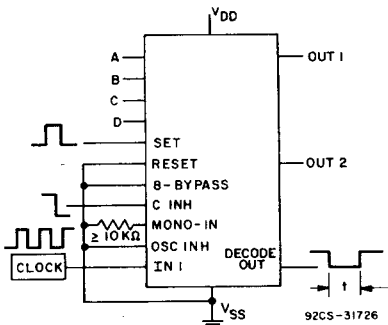 VDD
A
B
C
D
OUT 1
OUT 2
SET
RESET
8-BYPASS
C INH
MONO-IN
≥ 10 KΩ
OSC INH
DECODE
OUT
CLOCK
IN 1
t
VSS
92CS-31726